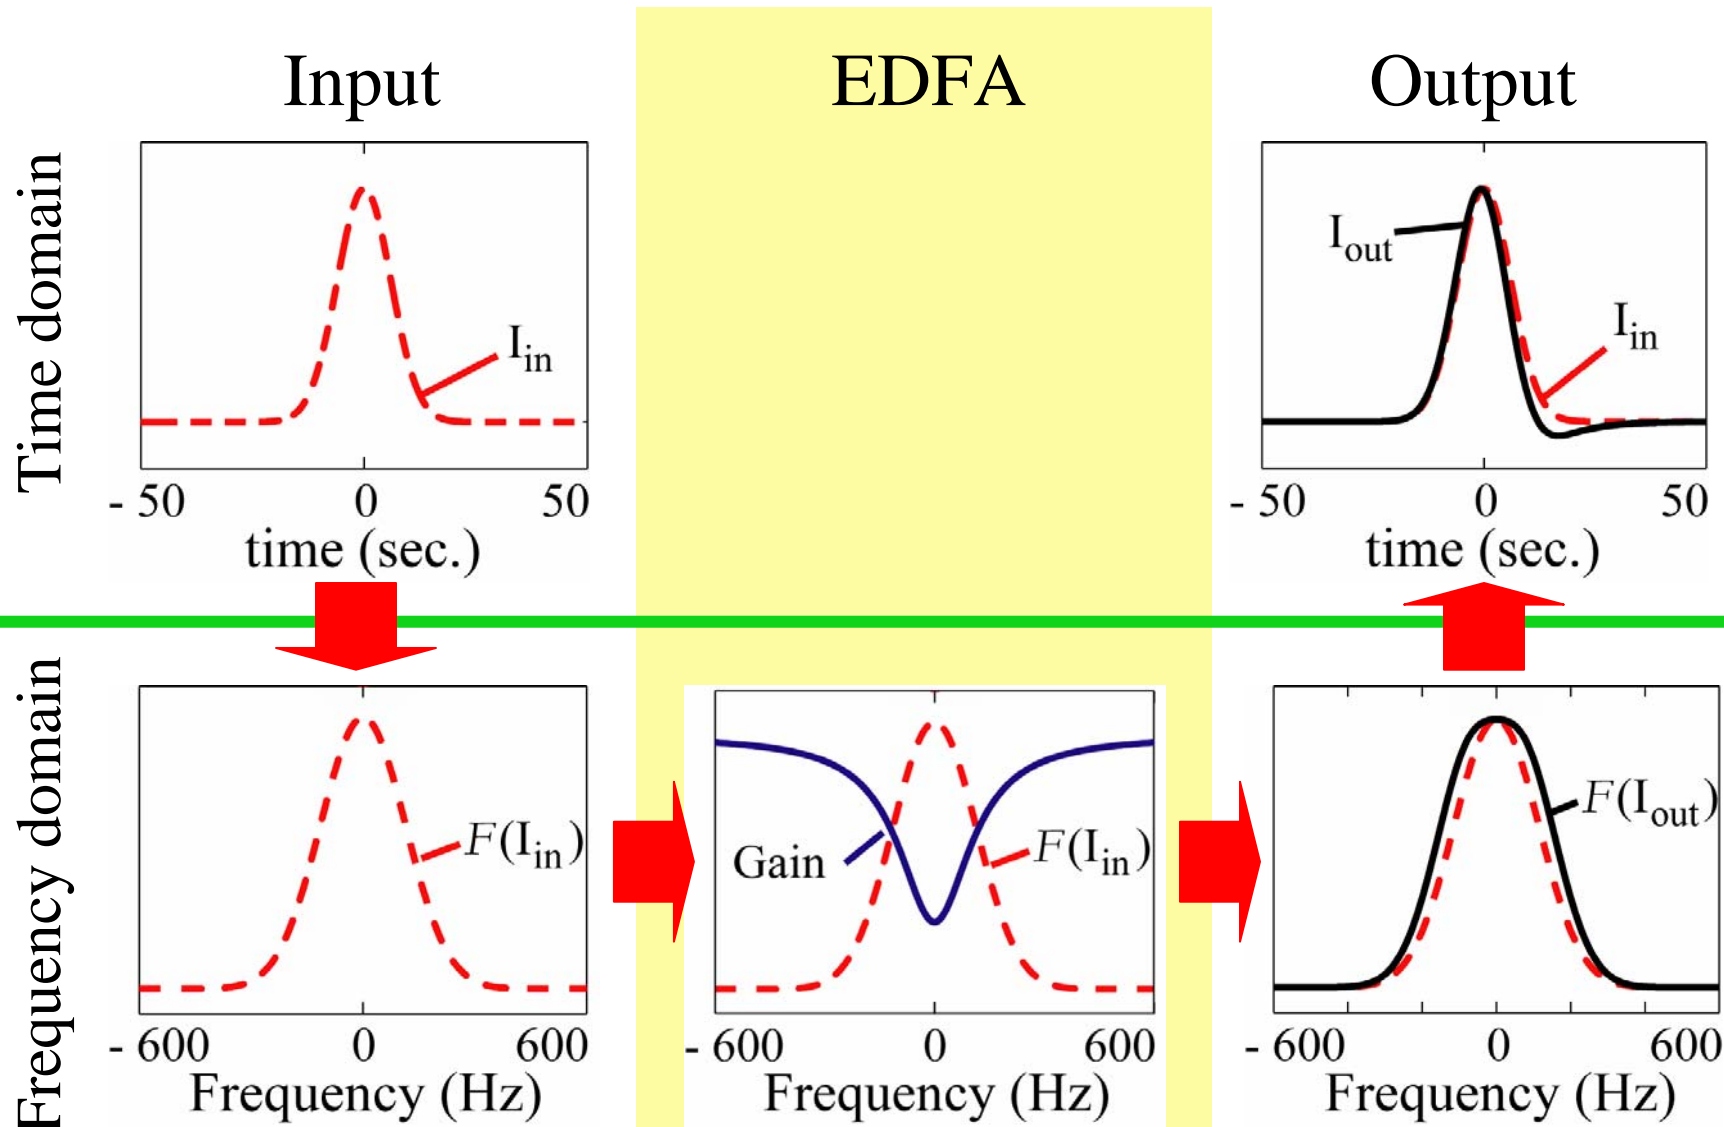 Input
EDFA
Output
Time domain
I_in
- 50 0 50
time (sec.)
I_out
I_in
- 50 0 50
time (sec.)
Frequency domain
F(I_in)
- 600 0 600
Frequency (Hz)
Gain
F(I_in)
- 600 0 600
Frequency (Hz)
F(I_out)
- 600 0 600
Frequency (Hz)